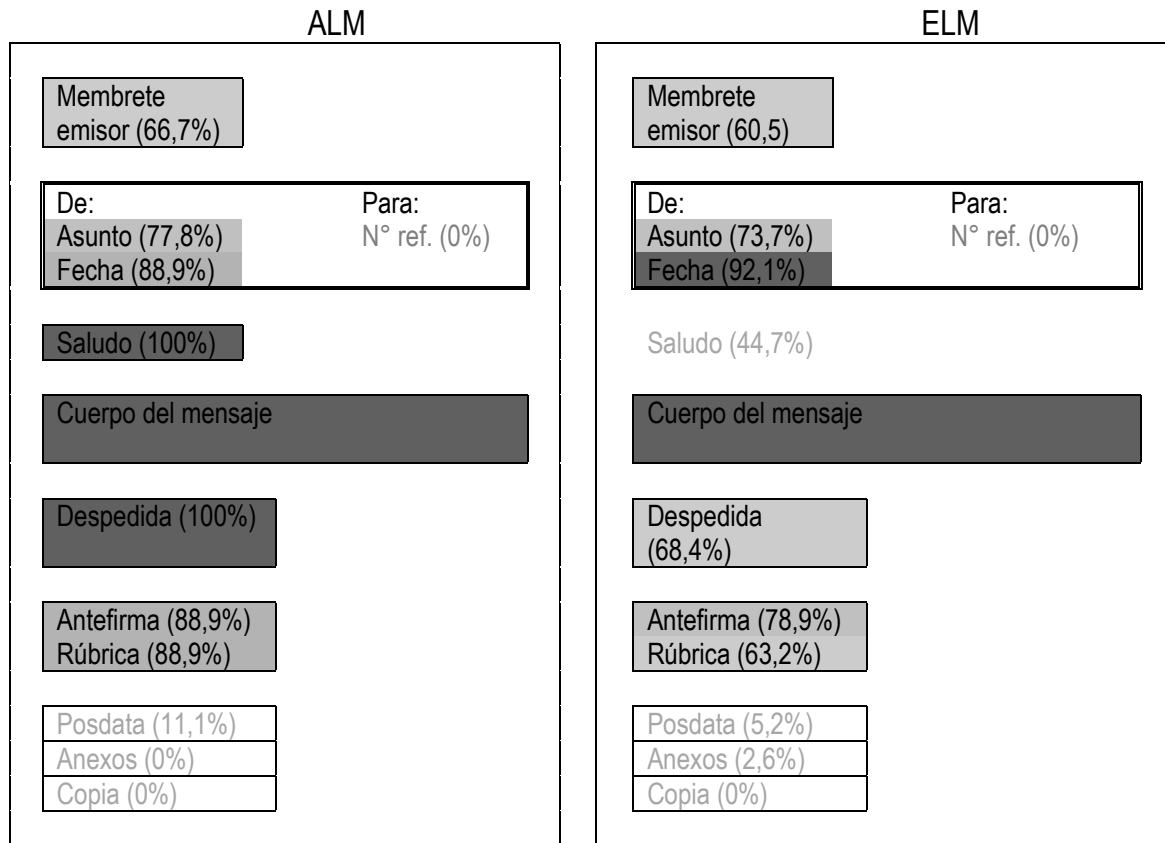 ALM
Membrete
emisor (66,7%)
De: Para:
Asunto (77,8%) N° ref. (0%)
Fecha (88,9%)
Saludo (100%)
Cuerpo del mensaje
Despedida (100%)
Antefirma (88,9%)
Rúbrica (88,9%)
Posdata (11,1%)
Anexos (0%)
Copia (0%)
ELM
Membrete
emisor (60,5)
De: Para:
Asunto (73,7%) N° ref. (0%)
Fecha (92,1%)
Saludo (44,7%)
Cuerpo del mensaje
Despedida
(68,4%)
Antefirma (78,9%)
Rúbrica (63,2%)
Posdata (5,2%)
Anexos (2,6%)
Copia (0%)